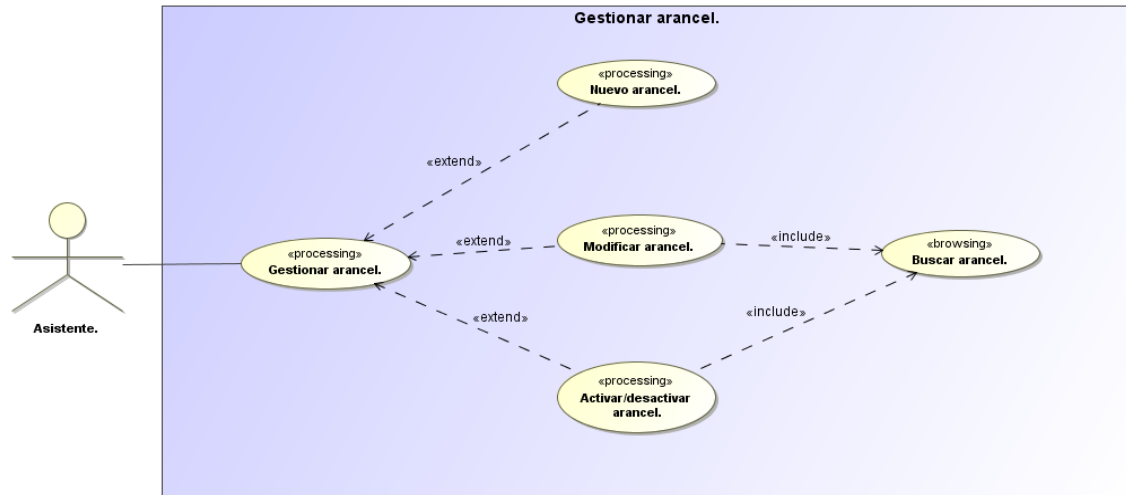 Gestionar arancel.
«processing»
Nuevo arancel.
«extend»
«processing»
Gestionar arancel.
«extend»
«processing»
Modificar arancel.
«include»
«browsing»
Buscar arancel.
«extend»
«include»
«processing»
Activar/desactivar
arancel.
Asistente.